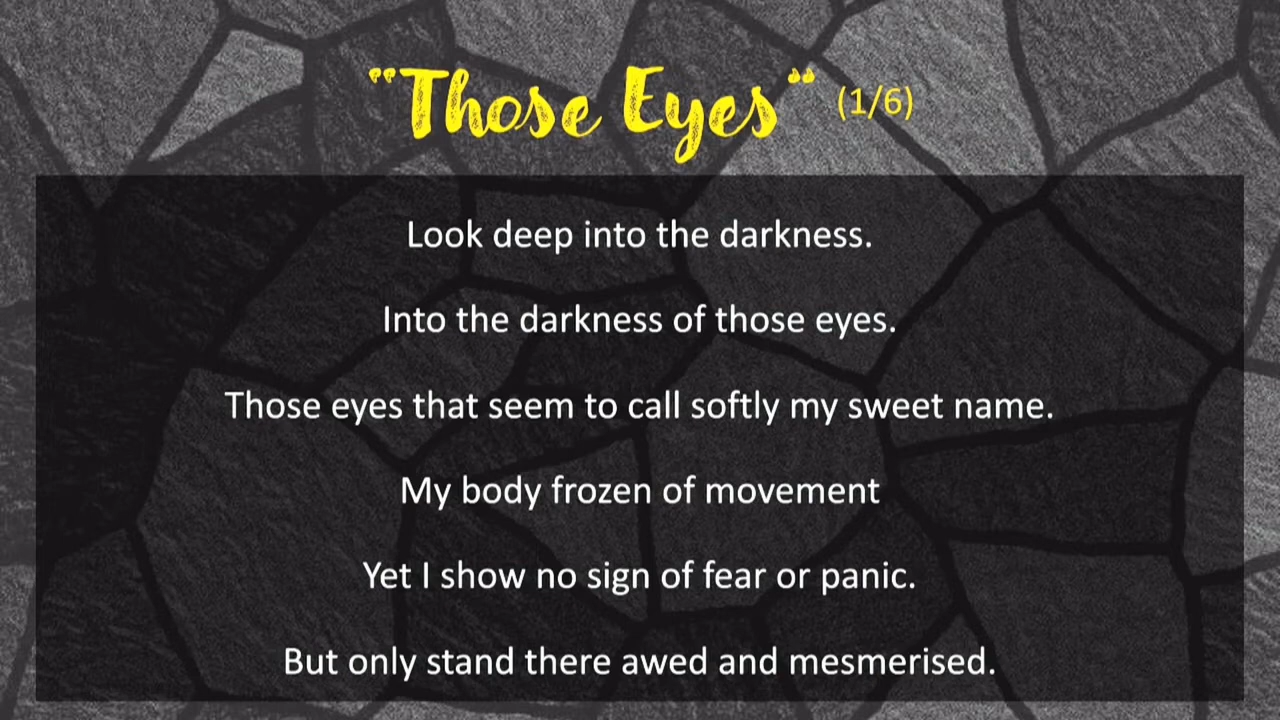 “Those Eyes“ (1/6)
Look deep into the darkness.
Into the darkness of those eyes.
Those eyes that seem to call softly my sweet name.
My body frozen of movement
Yet I show no sign of fear or panic.
But only stand there awed and mesmerised.